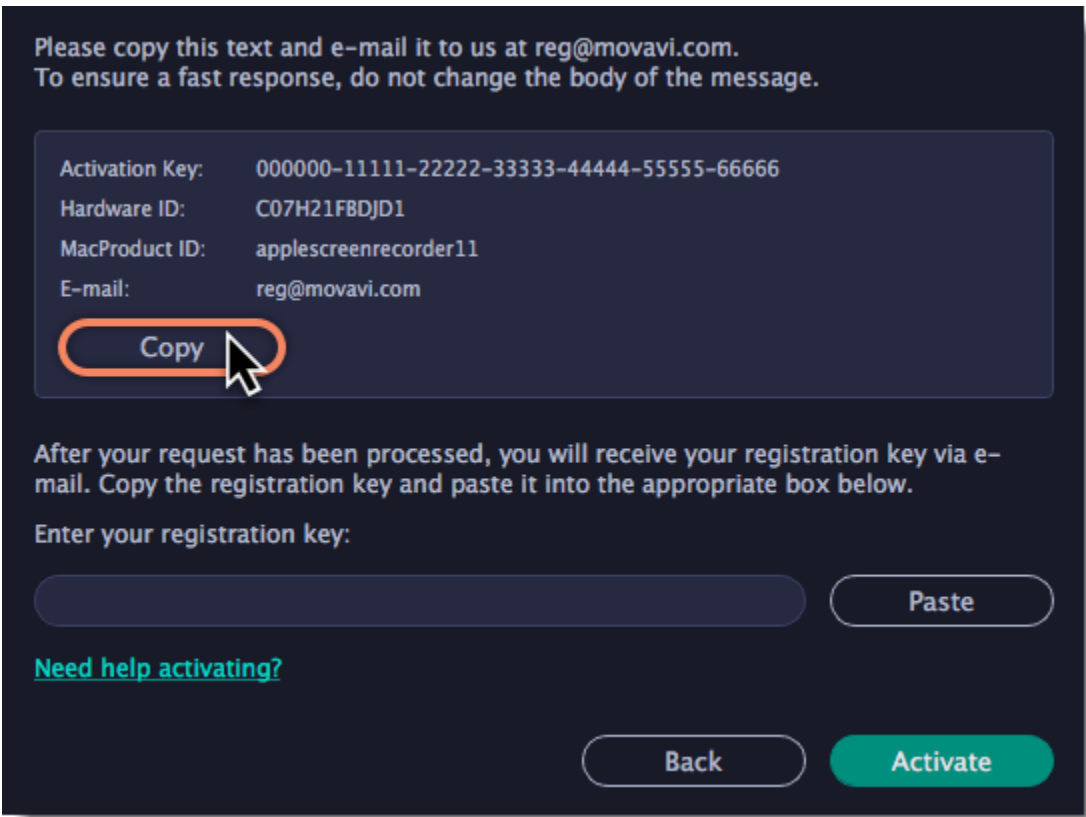 Please copy this text and e-mail it to us at reg@movavi.com.
To ensure a fast response, do not change the body of the message.
Activation Key: 000000-11111-22222-33333-44444-55555-66666
Hardware ID: C07H21FBDJD1
MacProduct ID: applescreenrecorder11
E-mail: reg@movavi.com
Copy
After your request has been processed, you will receive your registration key via e-
mail. Copy the registration key and paste it into the appropriate box below.
Enter your registration key:
Paste
Need help activating?
Back Activate